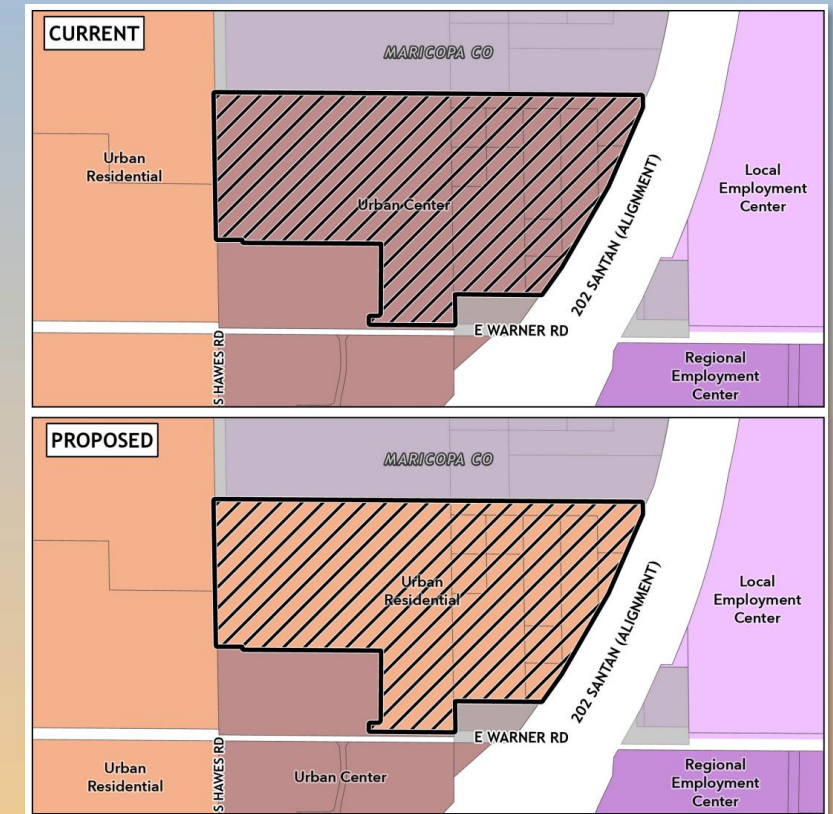 CURRENT
MARICOPA CO
Urban
Residential
Urban Center
Local
Employment
Center
202 SANTAN (ALIGNMENT)
S HAWES RD
E WARNER RD
Regional
Employment
Center
PROPOSED
MARICOPA CO
Urban
Residential
Local
Employment
Center
202 SANTAN (ALIGNMENT)
E WARNER RD
S HAWES RD
Urban
Residential
Urban Center
Regional
Employment
Center